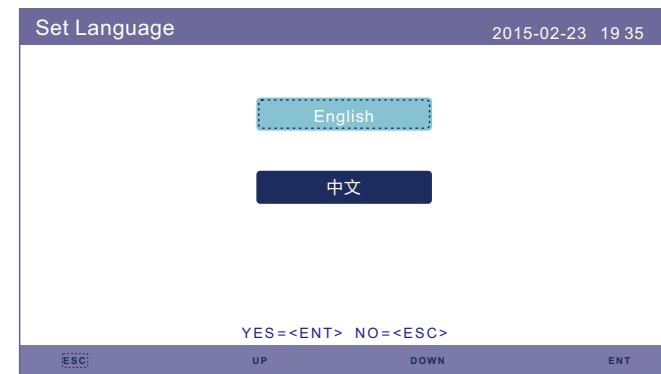 Set Language 2015-02-23 19 35
English
中文
YES=<ENT> NO=<ESC>
ESC UP DOWN ENT